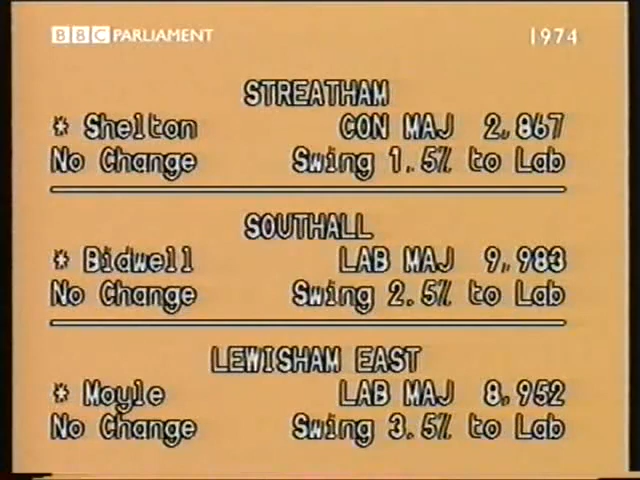 BBC PARLIAMENT 1974
STREATHAM
* Shelton CON MAJ 2,867
No Change Swing 1.5% to Lab
SOUTHALL
* Bidwell LAB MAJ 9,983
No Change Swing 2.5% to Lab
LEWISHAM EAST
* Moyle LAB MAJ 8,952
No Change Swing 3.5% to Lab